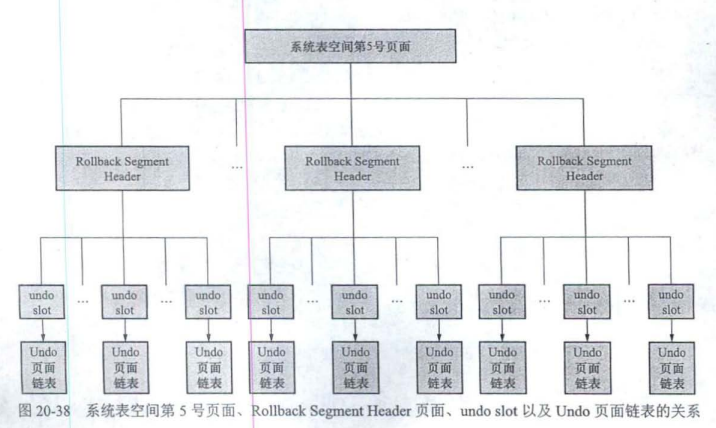 系统表空间第5号页面
Rollback Segment
Header
...
Rollback Segment
Header
...
Rollback Segment
Header
undo
slot
...
undo
slot
...
undo
slot
undo
slot
...
undo
slot
...
undo
slot
undo
slot
...
undo
slot
...
undo
slot
Undo
页面
链表
Undo
页面
链表
Undo
页面
链表
Undo
页面
链表
Undo
页面
链表
Undo
页面
链表
Undo
页面
链表
Undo
页面
链表
Undo
页面
链表
图 20-38 系统表空间第 5 号页面、Rollback Segment Header 页面、undo slot 以及 Undo 页面链表的关系